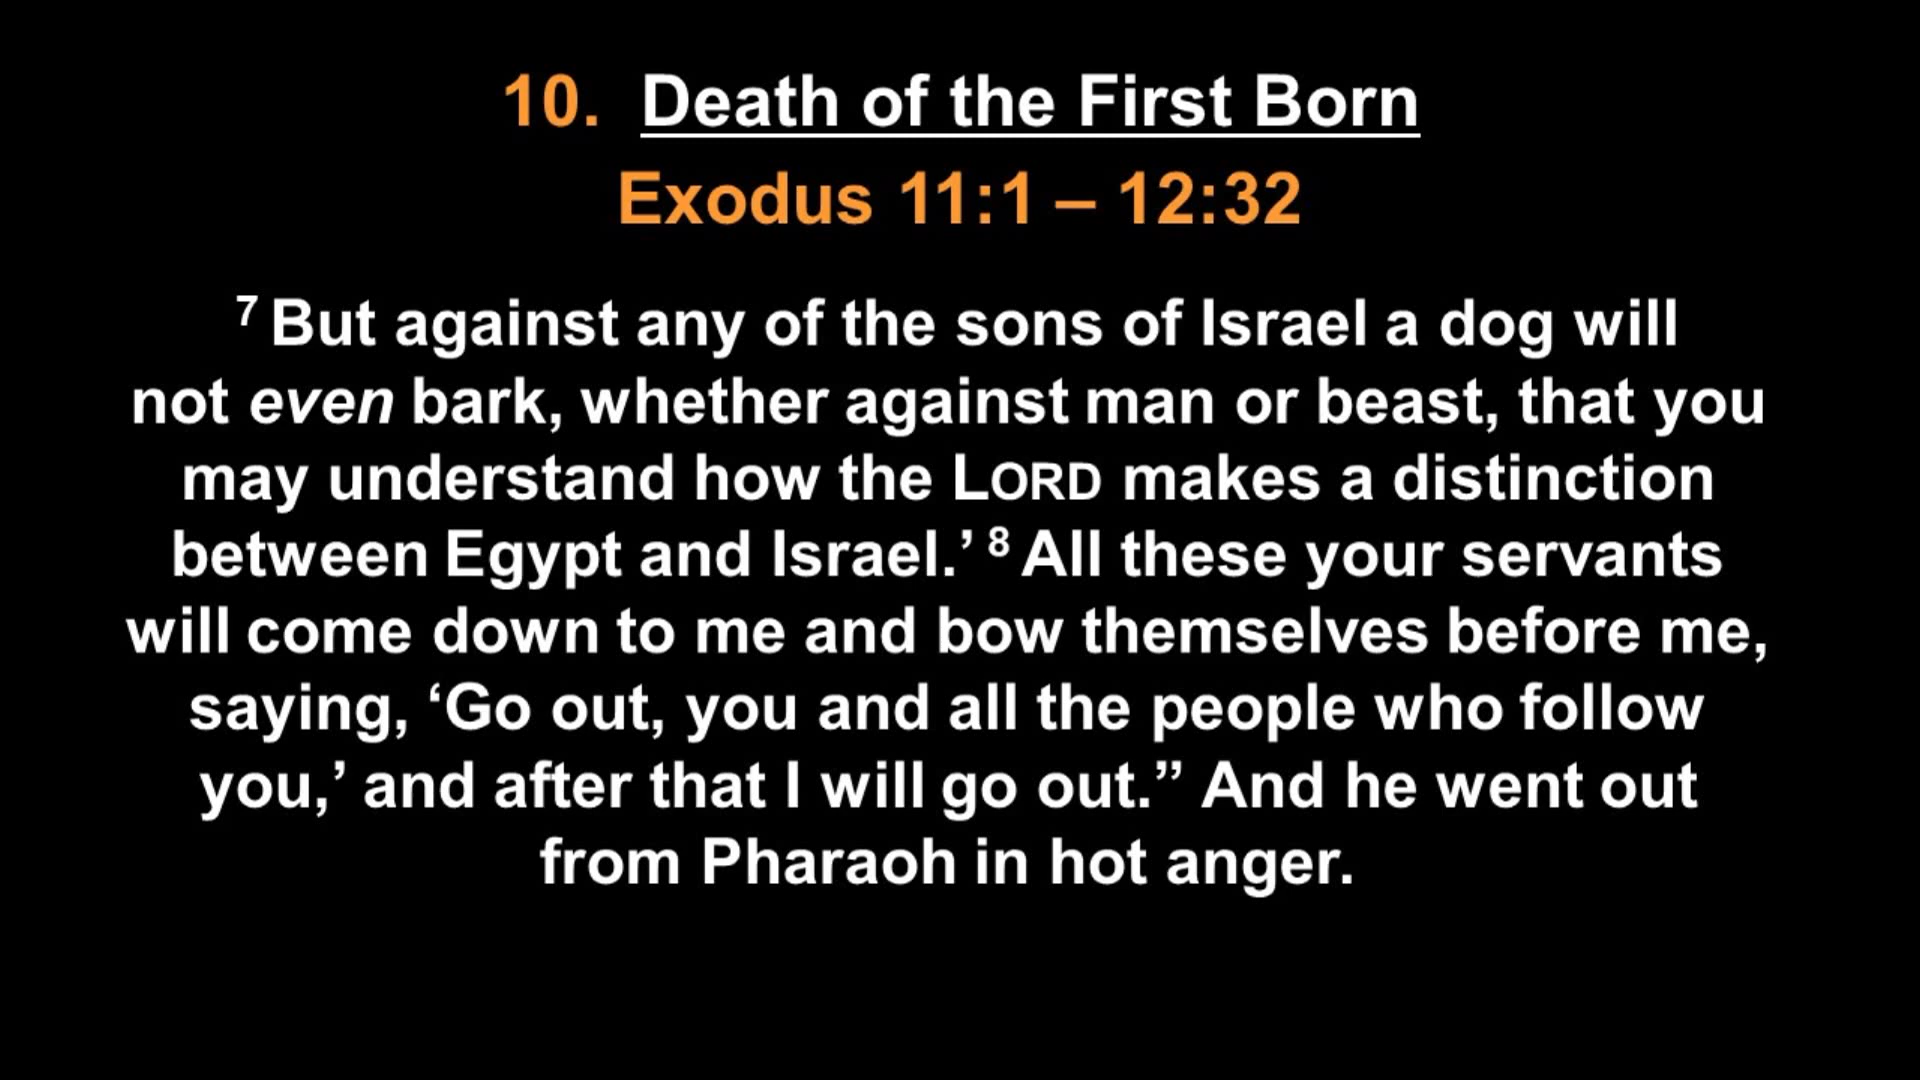 10. Death of the First Born
Exodus 11:1 – 12:32
7 But against any of the sons of Israel a dog will
not even bark, whether against man or beast, that you
may understand how the LORD makes a distinction
between Egypt and Israel.’ 8 All these your servants
will come down to me and bow themselves before me,
saying, ‘Go out, you and all the people who follow
you,’ and after that I will go out.” And he went out
from Pharaoh in hot anger.